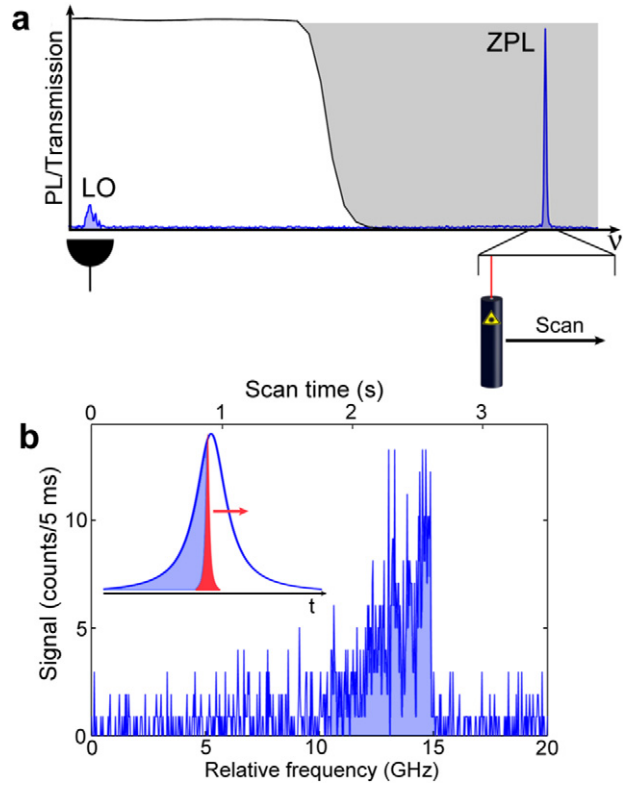 a
PL/Transmission
ZPL
LO
ν
Scan
Scan time (s)
0 1 2 3
b
Signal (counts/5 ms)
10
5
0
t
0 5 10 15 20
Relative frequency (GHz)